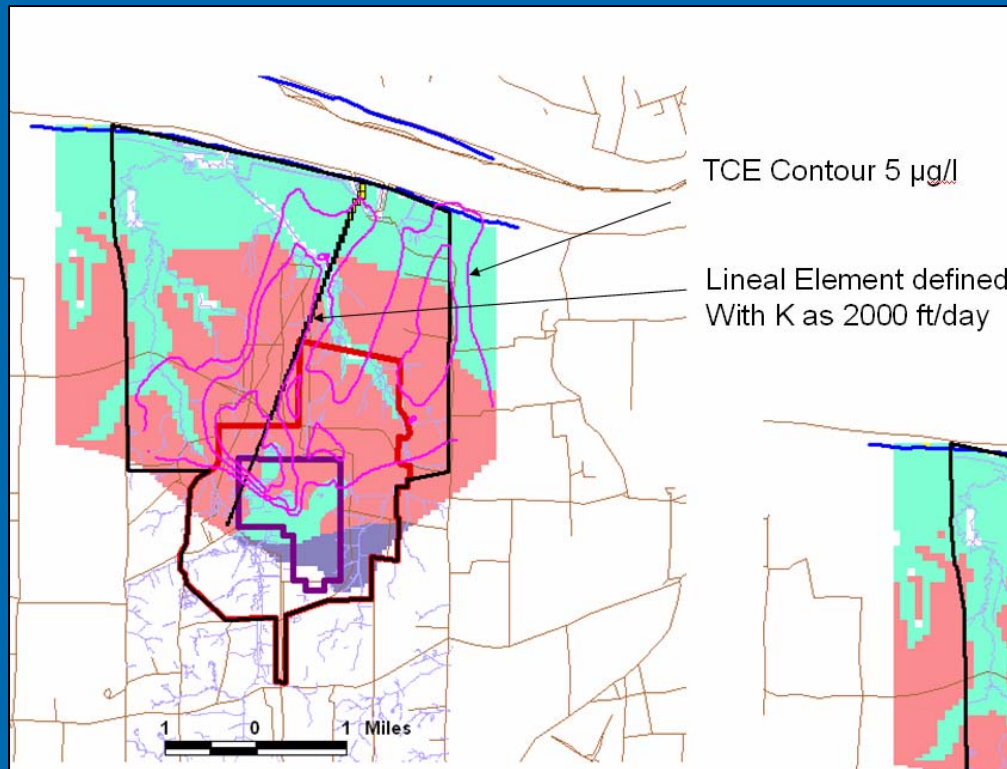 TCE Contour 5 µg/l
Lineal Element defined
With K as 2000 ft/day
1 0 1 Miles